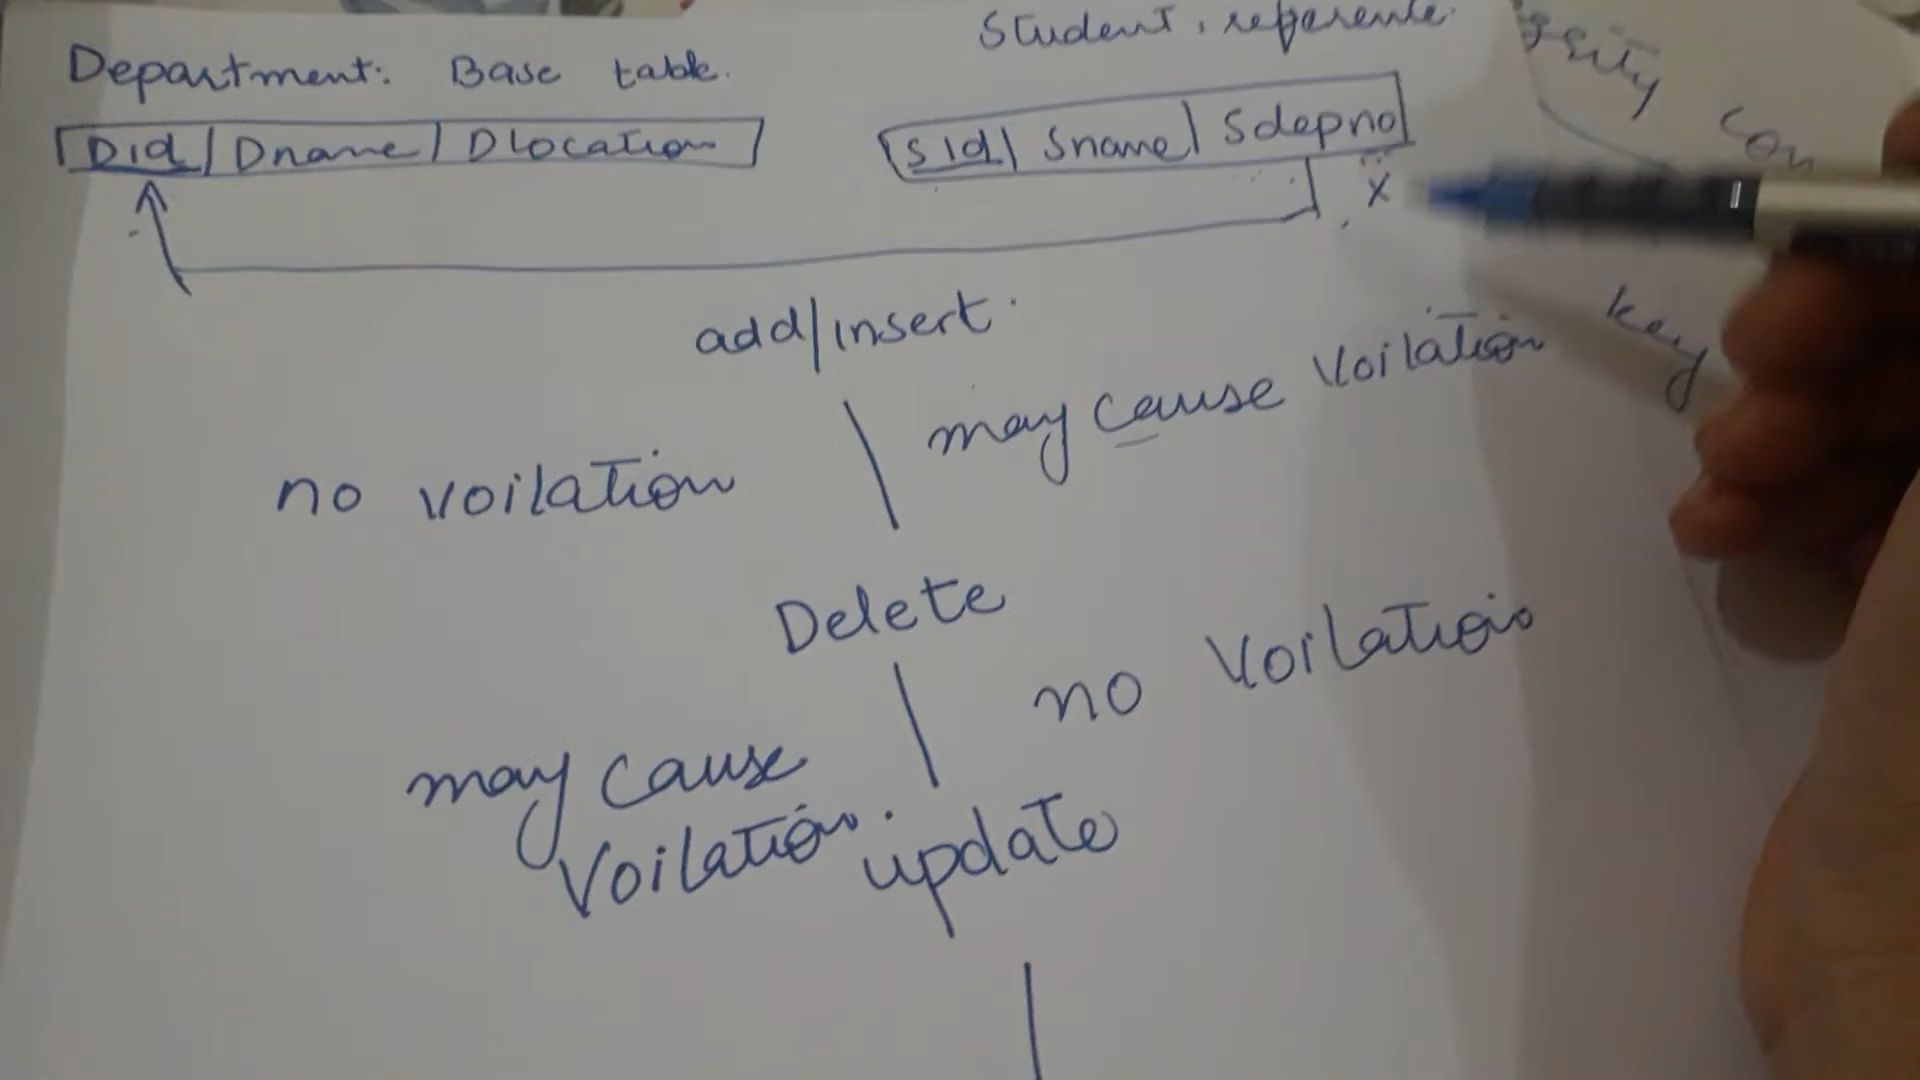 Department: Base table.
Student, referente
Did Dname Dlocation
SId Sname Sdepno
x
add/insert
no voilation
may cause Voilation
key
Delete
may cause
Voilation.
no Voilation
update